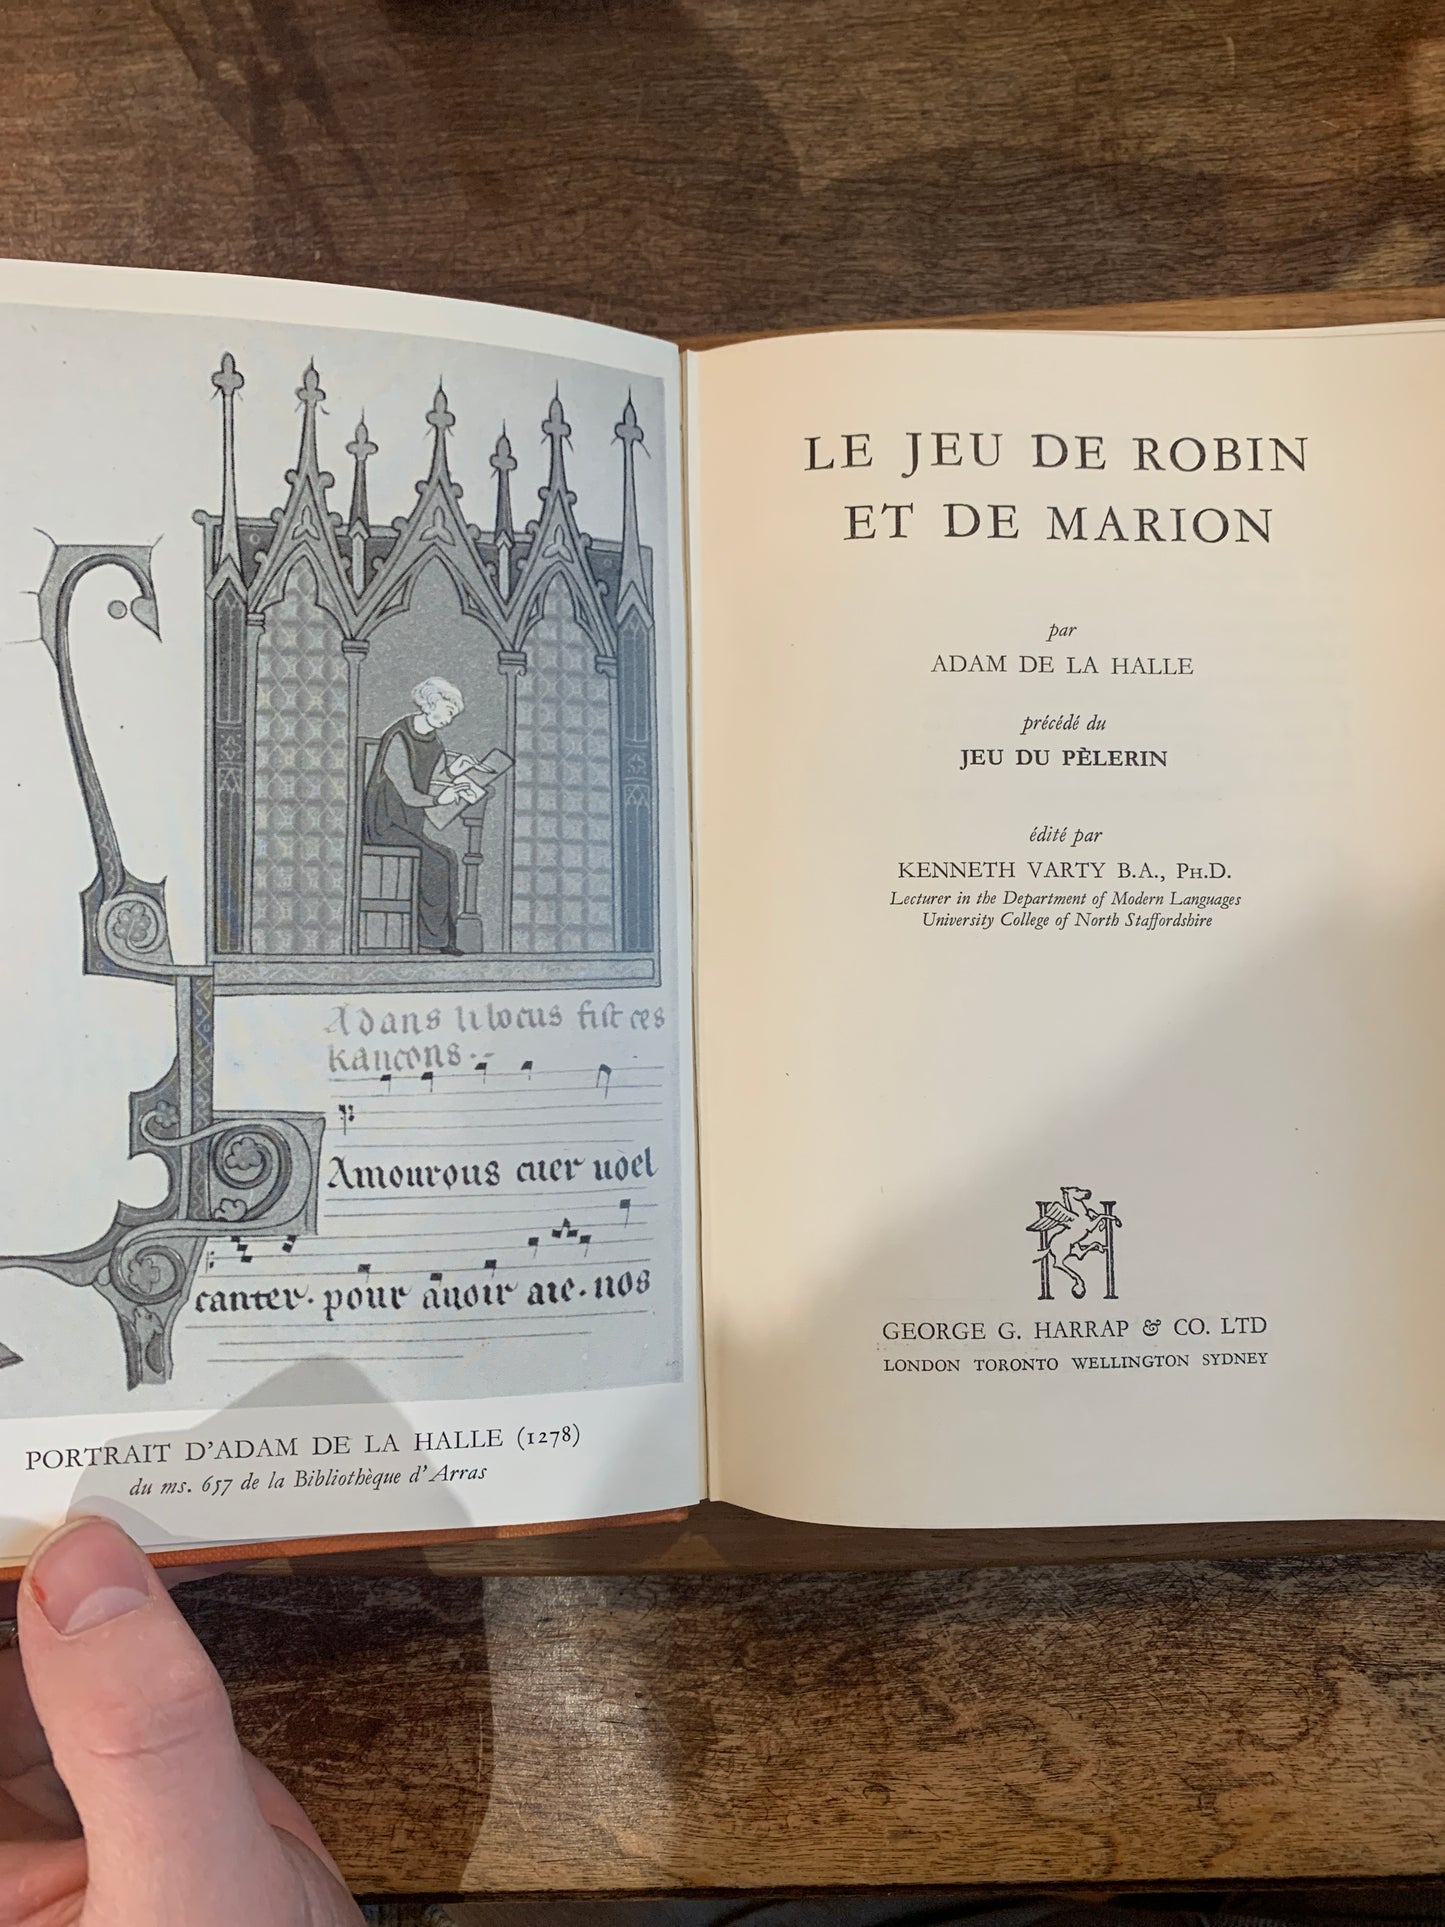 Adans li bocus fist ces
kancons
Amourous cuer uoel
canter. pour auoir aie. nos
PORTRAIT D'ADAM DE LA HALLE (1278)
du ms. 657 de la Bibliothèque d'Arras
LE JEU DE ROBIN
ET DE MARION
par
ADAM DE LA HALLE
précédé du
JEU DU PÈLERIN
édité par
KENNETH VARTY B.A., PH.D.
Lecturer in the Department of Modern Languages
University College of North Staffordshire
H
GEORGE G. HARRAP & CO. LTD
LONDON TORONTO WELLINGTON SYDNEY